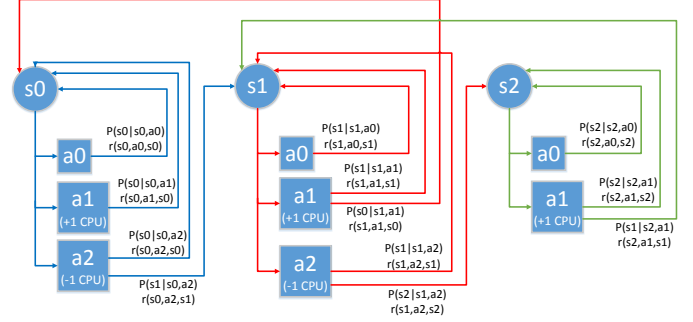 s0
s1
s2
a0
P(s0|s0,a0)
r(s0,a0,s0)
a1
(+1 CPU)
P(s0|s0,a1)
r(s0,a1,s0)
a2
(-1 CPU)
P(s0|s0,a2)
r(s0,a2,s0)
P(s1|s0,a2)
r(s0,a2,s1)
a0
P(s1|s1,a0)
r(s1,a0,s1)
a1
(+1 CPU)
P(s1|s1,a1)
r(s1,a1,s1)
P(s0|s1,a1)
r(s1,a1,s0)
a2
(-1 CPU)
P(s1|s1,a2)
r(s1,a2,s1)
P(s2|s1,a2)
r(s1,a2,s2)
a0
P(s2|s2,a0)
r(s2,a0,s2)
a1
(+1 CPU)
P(s2|s2,a1)
r(s2,a1,s2)
P(s1|s2,a1)
r(s2,a1,s1)